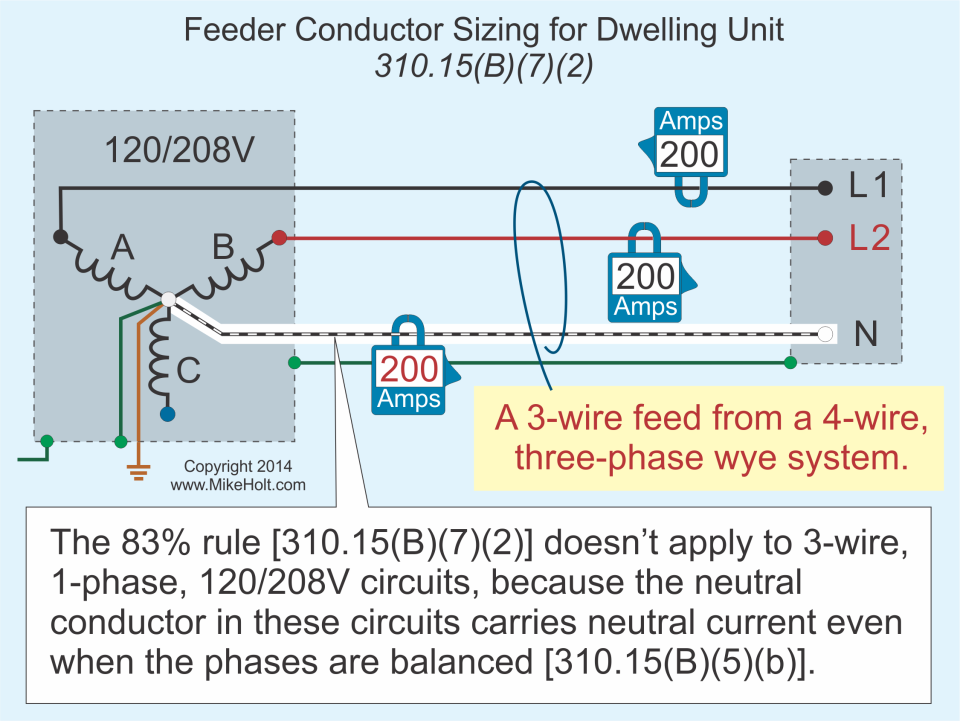 Feeder Conductor Sizing for Dwelling Unit
310.15(B)(7)(2)
120/208V
Amps
200
L1
A
B
L2
200
Amps
N
C
200
Amps
A 3-wire feed from a 4-wire,
three-phase wye system.
Copyright 2014
www.MikeHolt.com
The 83% rule [310.15(B)(7)(2)] doesn’t apply to 3-wire,
1-phase, 120/208V circuits, because the neutral
conductor in these circuits carries neutral current even
when the phases are balanced [310.15(B)(5)(b)].